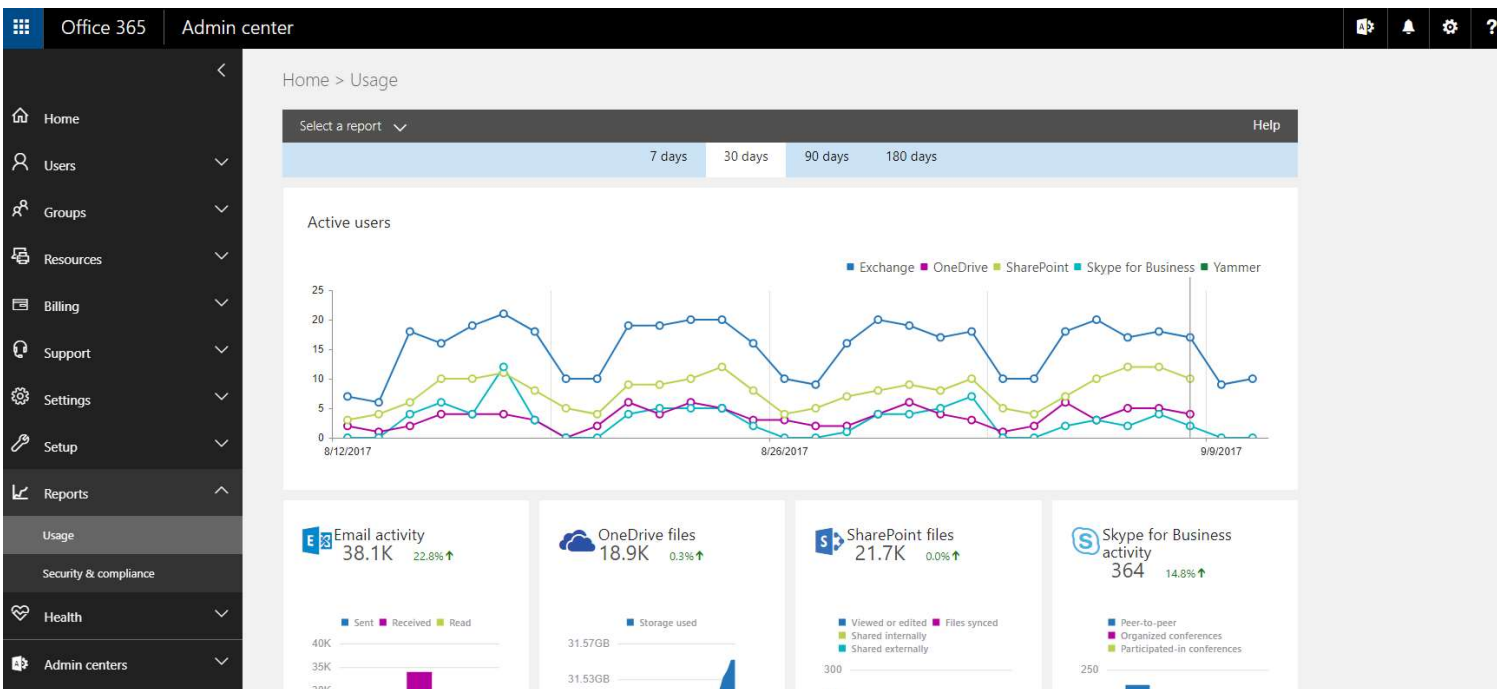 Office 365 Admin center ?
Home > Usage
Home
Users
Groups
Resources
Billing
Support
Settings
Setup
Reports
Usage
Security & compliance
Health
Admin centers
Select a report Help
7 days 30 days 90 days 180 days
Active users
Exchange OneDrive SharePoint Skype for Business Yammer
25
20
15
10
5
0
8/12/2017 8/26/2017 9/9/2017
Email activity
38.1K 22.8%
Sent Received Read
40K
35K
30K
OneDrive files
18.9K 0.3%
Storage used
31.57GB
31.53GB
SharePoint files
21.7K 0.0%
Viewed or edited Files synced
Shared internally
Shared externally
300
Skype for Business
activity
364 14.8%
Peer-to-peer
Organized conferences
Participated-in conferences
250